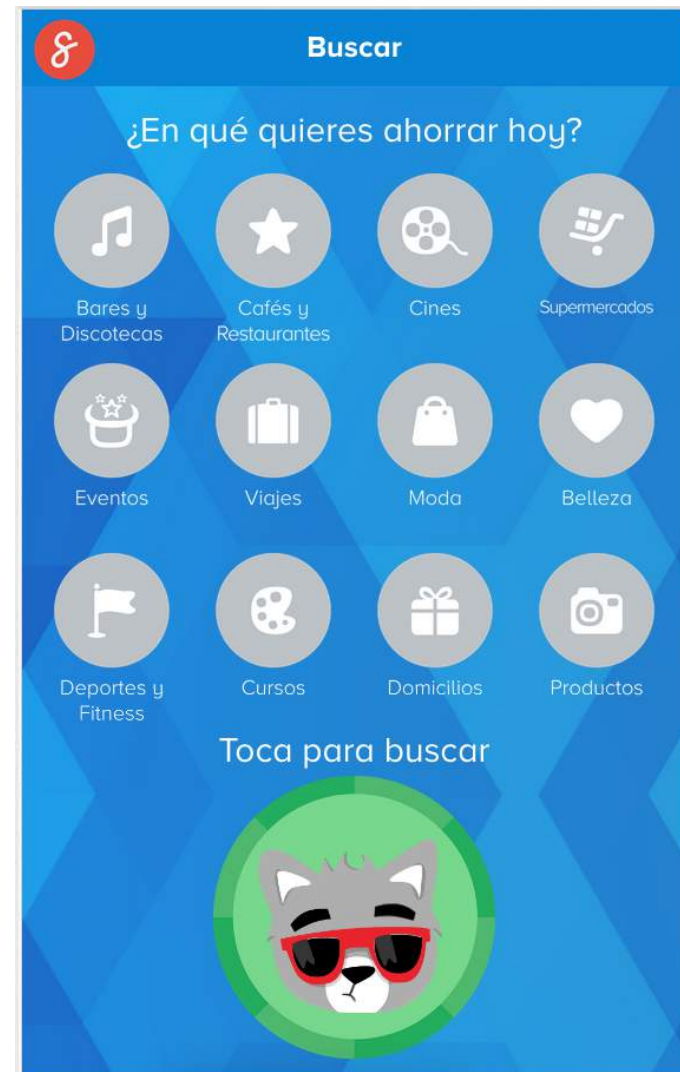 Buscar
¿En qué quieres ahorrar hoy?
Bares y
Discotecas
Cafés y
Restaurantes
Cines
Supermercados
Eventos
Viajes
Moda
Belleza
Deportes y
Fitness
Cursos
Domicilios
Productos
Toca para buscar